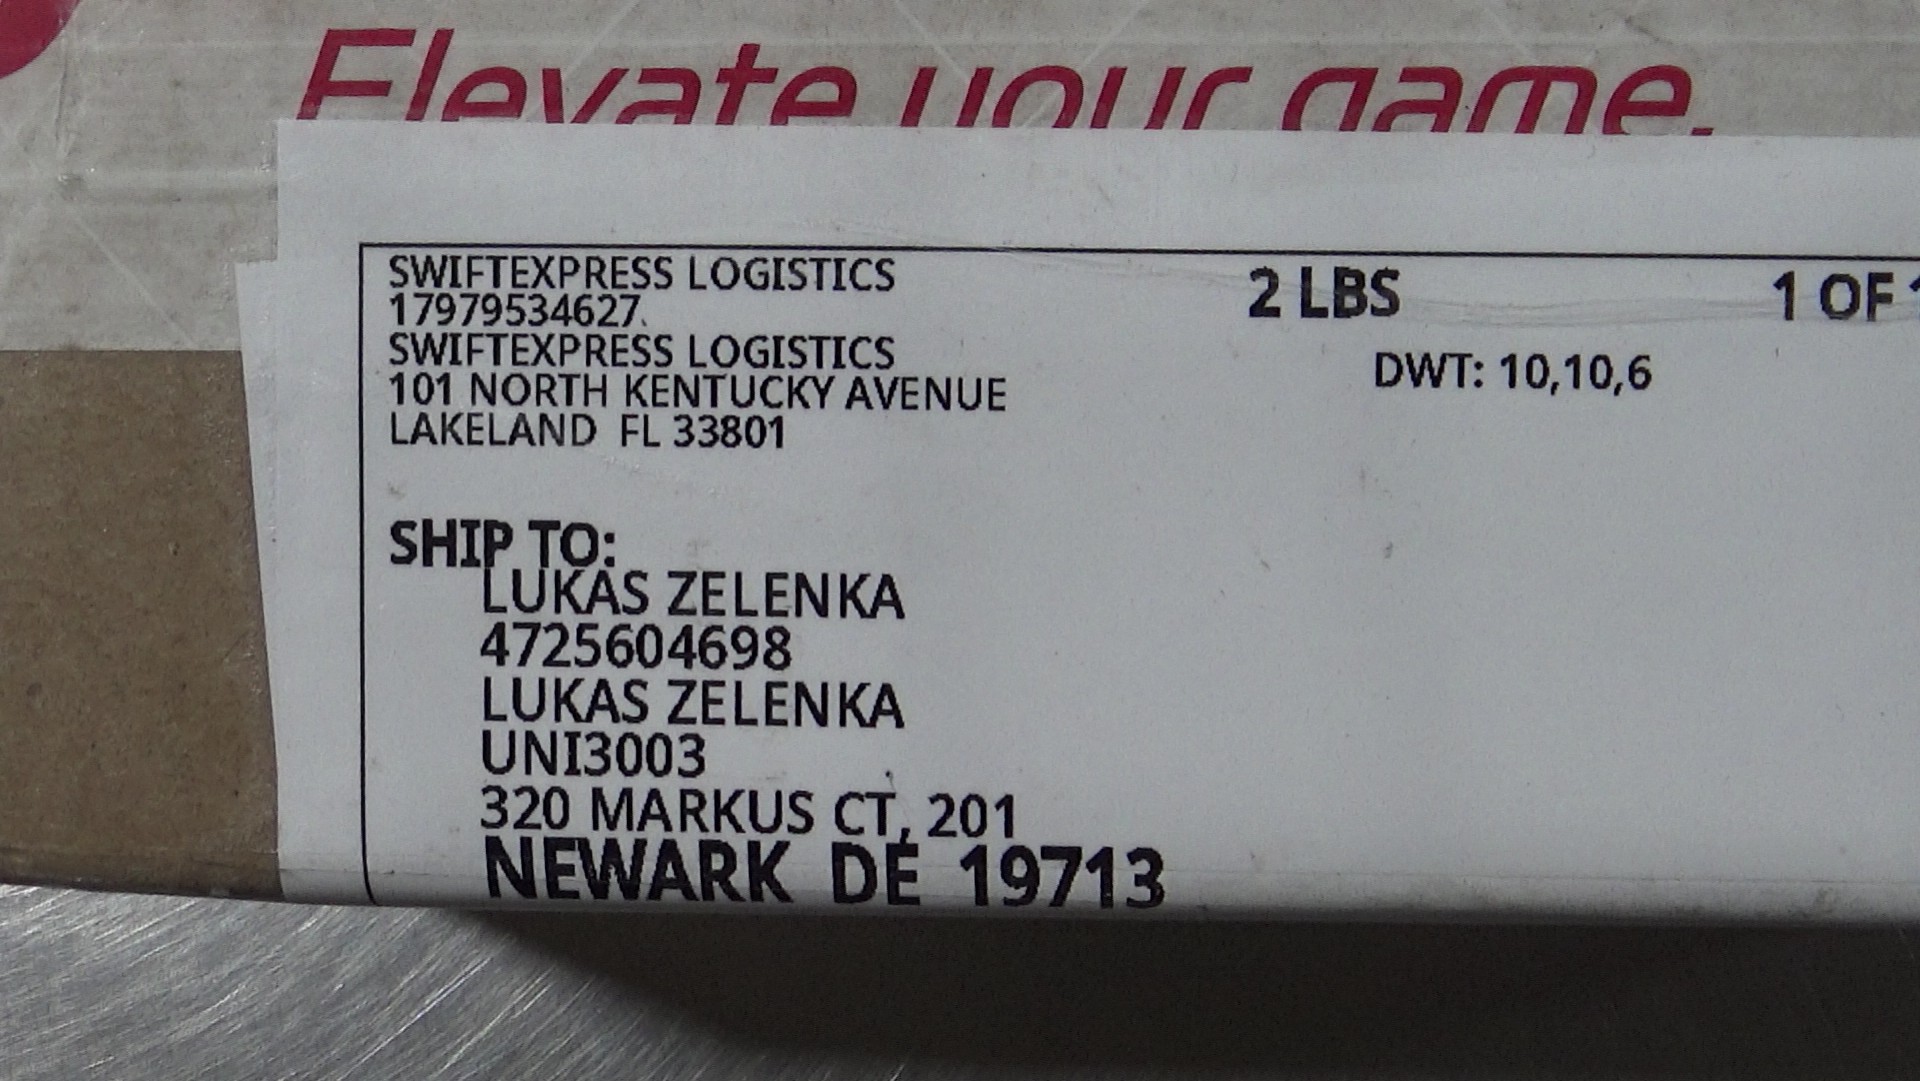 Elevate your game.
SWIFTEXPRESS LOGISTICS
17979534627
SWIFTEXPRESS LOGISTICS
101 NORTH KENTUCKY AVENUE
LAKELAND FL 33801
2 LBS
1 OF
DWT: 10,10,6
SHIP TO:
LUKAS ZELENKA
4725604698
LUKAS ZELENKA
UNI3003
320 MARKUS CT, 201
NEWARK DE 19713